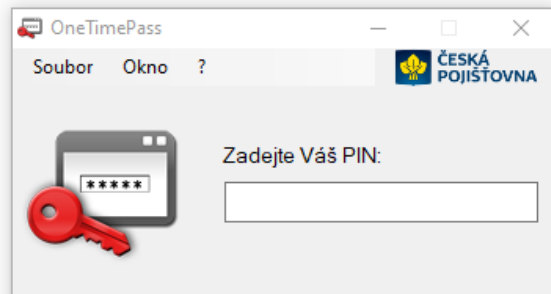 OneTimePass
Soubor Okno ?
ČESKÁ
POJIŠŤOVNA
*****
Zadejte Váš PIN: